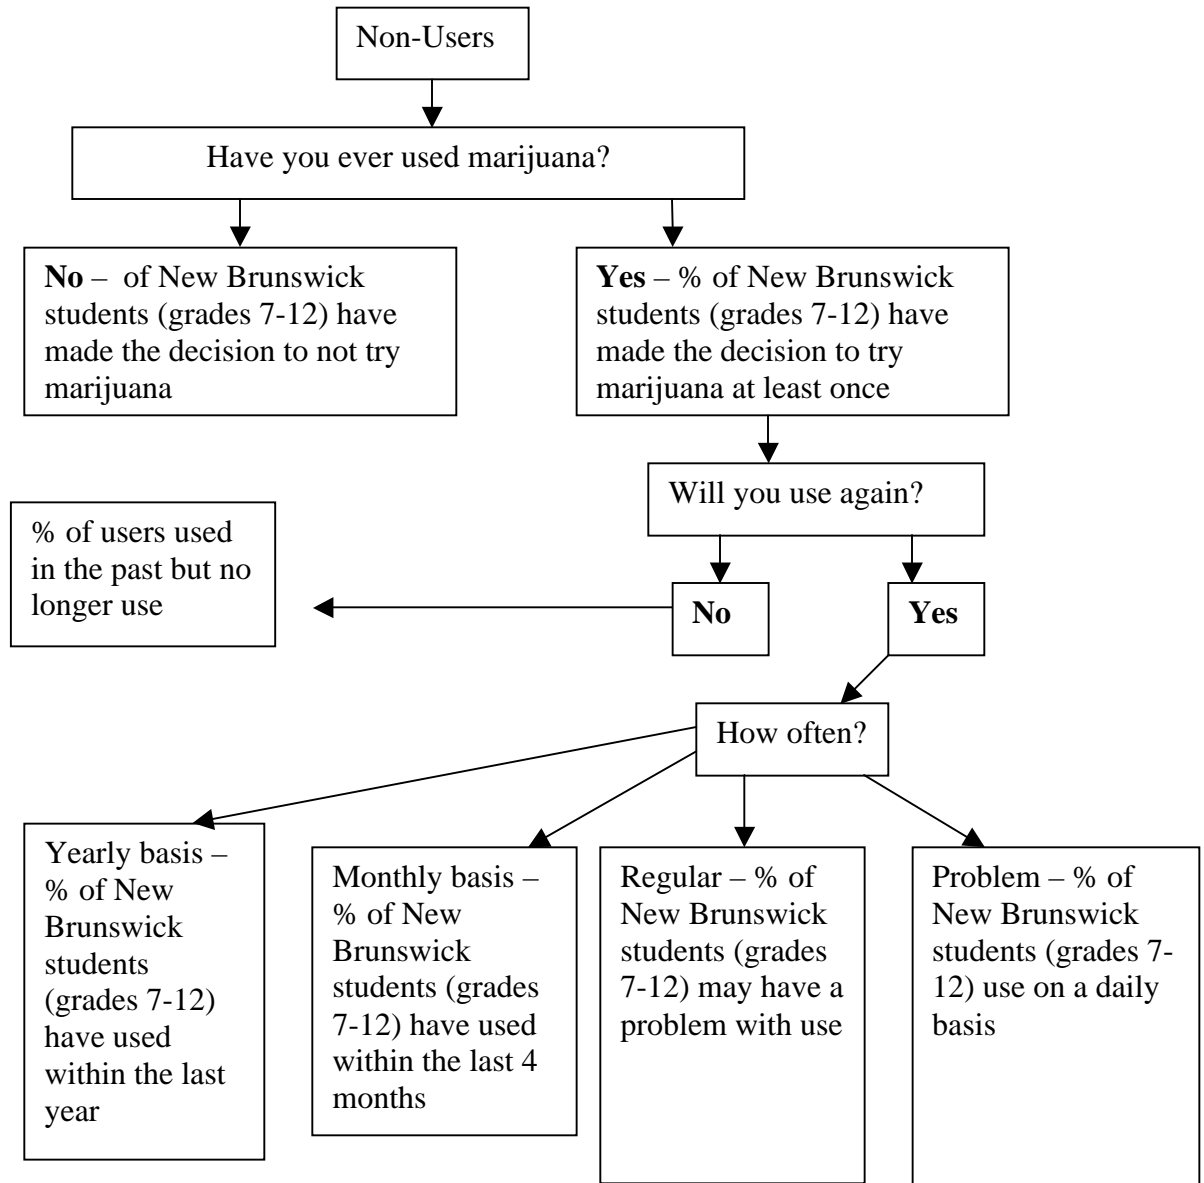 Non-Users
Have you ever used marijuana?
No – of New Brunswick
students (grades 7-12) have
made the decision to not try
marijuana
Yes – % of New Brunswick
students (grades 7-12) have
made the decision to try
marijuana at least once
Will you use again?
% of users used
in the past but no
longer use
No
Yes
How often?
Yearly basis –
% of New
Brunswick
students
(grades 7-12)
have used
within the last
year
Monthly basis –
% of New
Brunswick
students (grades
7-12) have used
within the last 4
months
Regular – % of
New Brunswick
students (grades
7-12) may have a
problem with use
Problem – % of
New Brunswick
students (grades 7-
12) use on a daily
basis